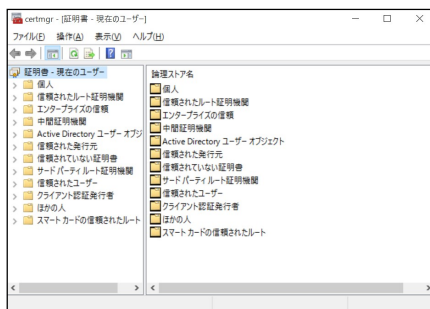 certmgr - [証明書 - 現在のユーザー]
ファイル(F) 操作(A) 表示(V) ヘルプ(H)
証明書 - 現在のユーザー
個人
信頼されたルート証明機関
エンタープライズの信頼
中間証明機関
Active Directory ユーザー オブジ
信頼された発行元
信頼されていない証明書
サードパーティ ルート証明機関
信頼されたユーザー
クライアント認証発行者
ほかの人
スマート カードの信頼されたルート
論理ストア名
個人
信頼されたルート証明機関
エンタープライズの信頼
中間証明機関
Active Directory ユーザー オブジェクト
信頼された発行元
信頼されていない証明書
サードパーティ ルート証明機関
信頼されたユーザー
クライアント認証発行者
ほかの人
スマート カードの信頼されたルート